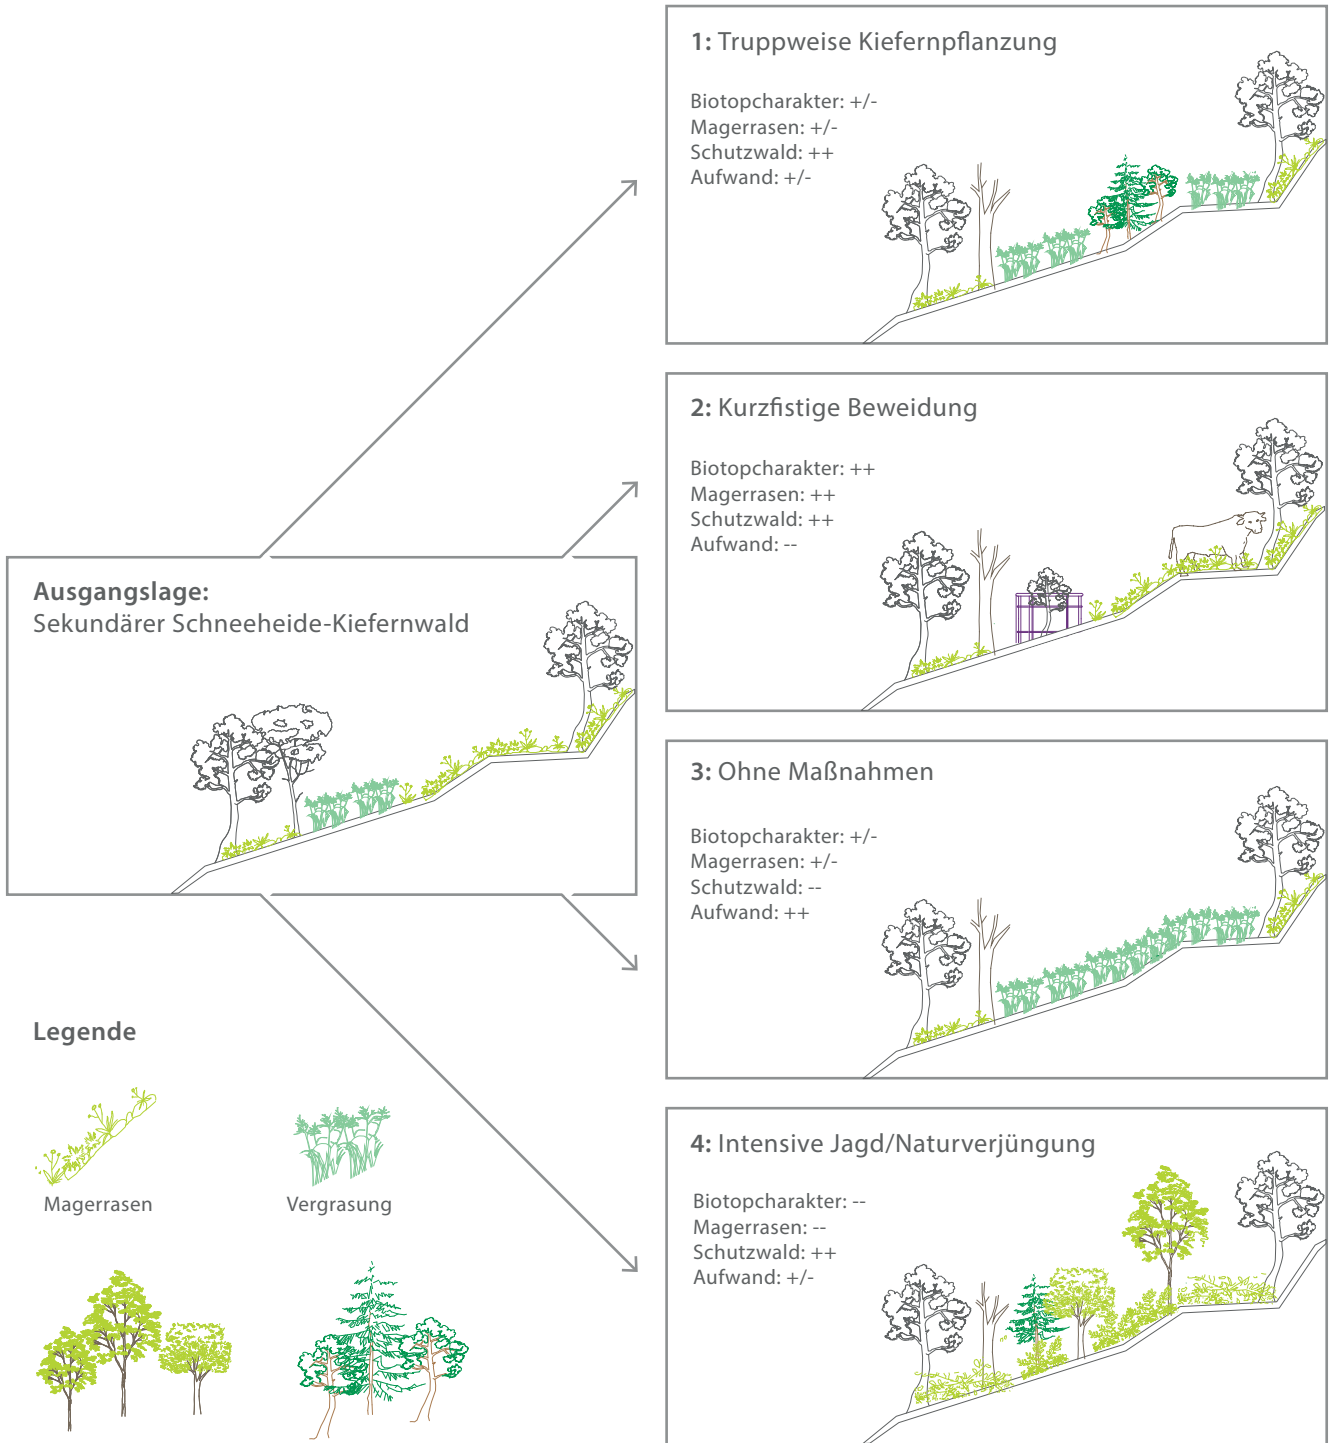 1: Truppweise Kiefernpflanzung
Biotopcharakter: +/-
Magerrasen: +/-
Schutzwald: ++
Aufwand: +/-
2: Kurzfistige Beweidung
Biotopcharakter: ++
Magerrasen: ++
Schutzwald: ++
Aufwand: --
Ausgangslage:
Sekundärer Schneeheide-Kiefernwald
3: Ohne Maßnahmen
Biotopcharakter: +/-
Magerrasen: +/-
Schutzwald: --
Aufwand: ++
Legende
Magerrasen
Vergrasung
4: Intensive Jagd/Naturverjüngung
Biotopcharakter: --
Magerrasen: --
Schutzwald: ++
Aufwand: +/-